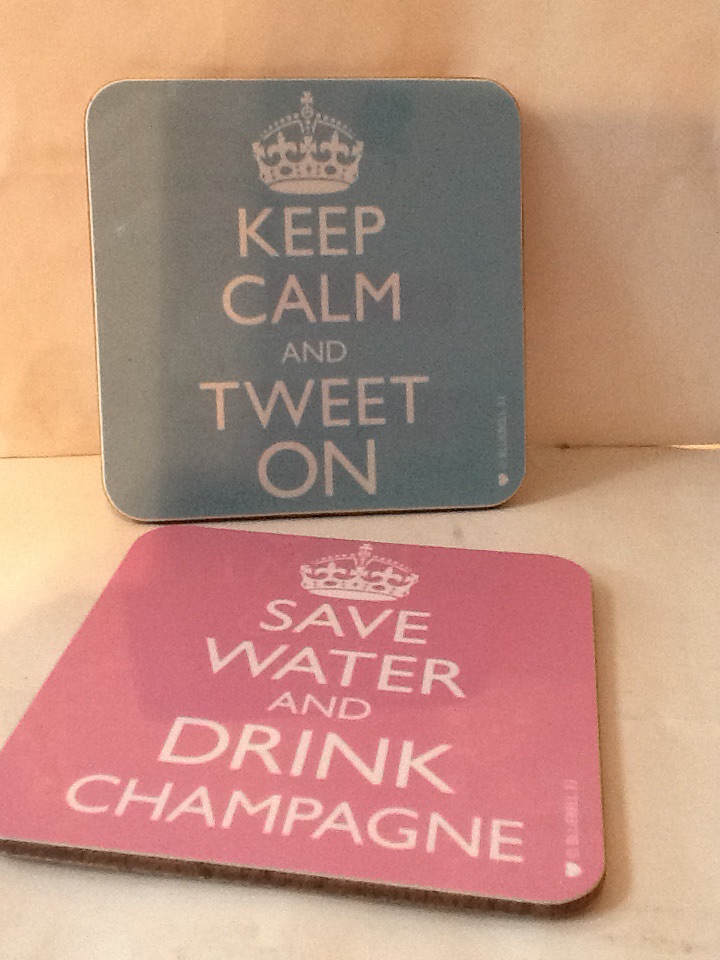 KEEP
CALM
AND
TWEET
ON
SAVE
WATER
AND
DRINK
CHAMPAGNE